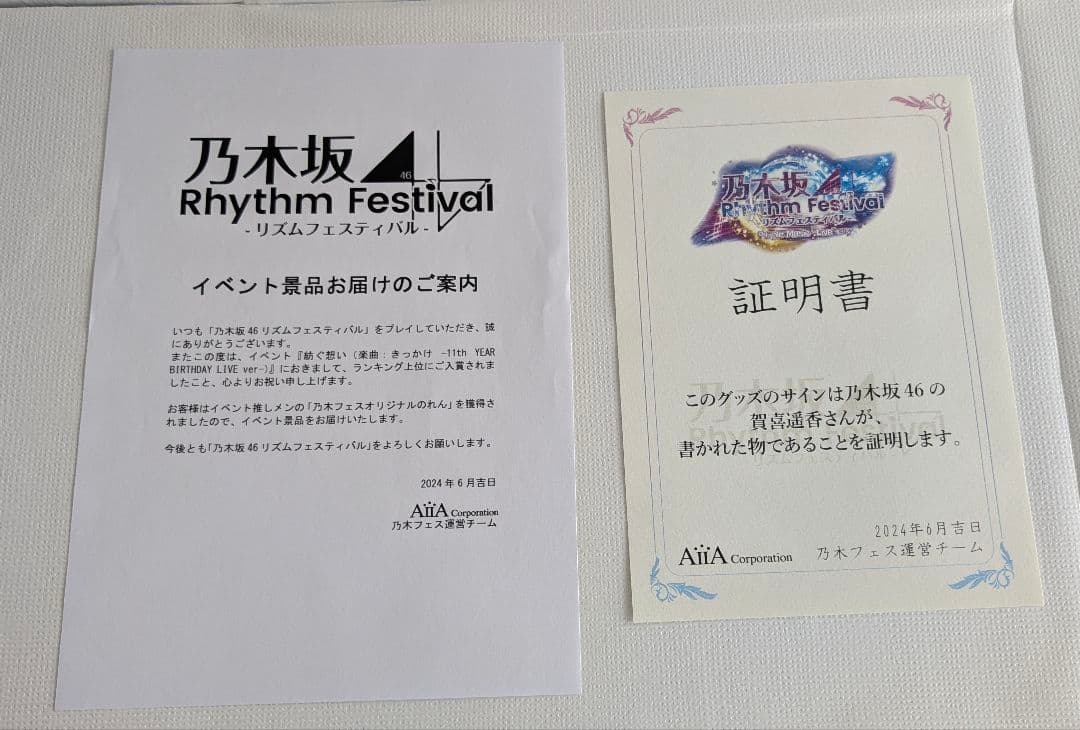 乃木坂46
Rhythm Festival
- リズムフェスティバル -
イベント景品お届けのご案内
いつも「乃木坂46リズムフェスティバル」をプレイしていただき、誠
にありがとうございます。
またこの度は、イベント『紡ぐ想い（楽曲：きっかけ -11th YEAR
BIRTHDAY LIVE ver-）』におきまして、ランキング上位にご入賞されま
したこと、心よりお祝い申し上げます。
お客様はイベント推しメンの「乃木フェスオリジナルのれん」を獲得さ
れましたので、イベント景品をお届けいたします。
今後とも「乃木坂46リズムフェスティバル」をよろしくお願いします。
2024年6月吉日
AiiA Corporation
乃木フェス運営チーム
乃木坂
Rhythm Festival
リズムフェスティバル
証明書
このグッズのサインは乃木坂46の
賀喜遥香さんが、
書かれた物であることを証明します。
2024年6月吉日
AiiA Corporation 乃木フェス運営チーム